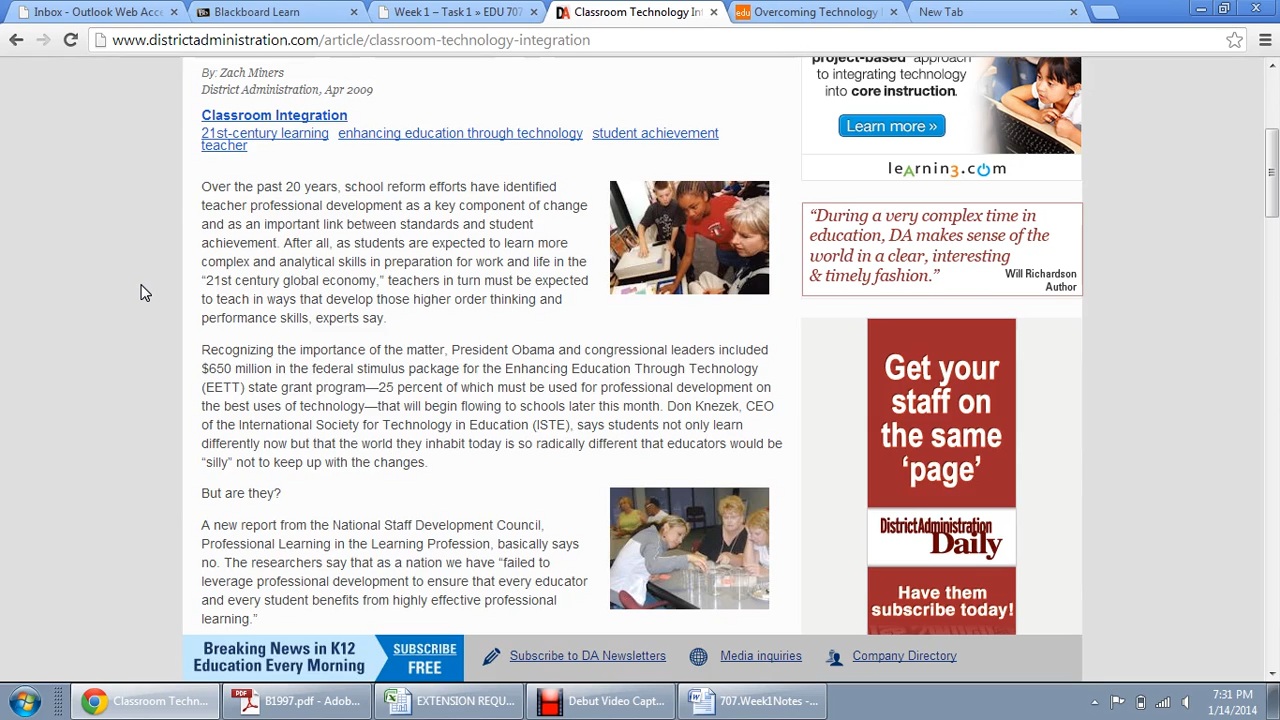 Inbox - Outlook Web Acc
Blackboard Learn
Week 1 – Task 1 » EDU 707
Classroom Technology In
Overcoming Technology
New Tab
www.districtadministration.com/article/classroom-technology-integration
By: Zach Miners
District Administration, Apr 2009
Classroom Integration
21st-century learning enhancing education through technology student achievement
teacher
Over the past 20 years, school reform efforts have identified
teacher professional development as a key component of change
and as an important link between standards and student
achievement. After all, as students are expected to learn more
complex and analytical skills in preparation for work and life in the
“21st century global economy,” teachers in turn must be expected
to teach in ways that develop those higher order thinking and
performance skills, experts say.
Recognizing the importance of the matter, President Obama and congressional leaders included
$650 million in the federal stimulus package for the Enhancing Education Through Technology
(EETT) state grant program—25 percent of which must be used for professional development on
the best uses of technology—that will begin flowing to schools later this month. Don Knezek, CEO
of the International Society for Technology in Education (ISTE), says students not only learn
differently now but that the world they inhabit today is so radically different that educators would be
“silly” not to keep up with the changes.
But are they?
A new report from the National Staff Development Council,
Professional Learning in the Learning Profession, basically says
no. The researchers say that as a nation we have “failed to
leverage professional development to ensure that every educator
and every student benefits from highly effective professional
learning.”
project-based approach
to integrating technology
into core instruction.
Learn more »
learnin3.com
“During a very complex time in
education, DA makes sense of the
world in a clear, interesting
& timely fashion.”
Will Richardson
Author
Get your
staff on
the same
‘page’
DistrictAdministration
Daily
Have them
subscribe today!
Breaking News in K12
Education Every Morning
SUBSCRIBE
FREE
Subscribe to DA Newsletters
Media inquiries
Company Directory
Classroom Techn...
B1997.pdf - Adob...
EXTENSION REQU...
Debut Video Capt...
707.Week1Notes -...
7:31 PM
1/14/2014